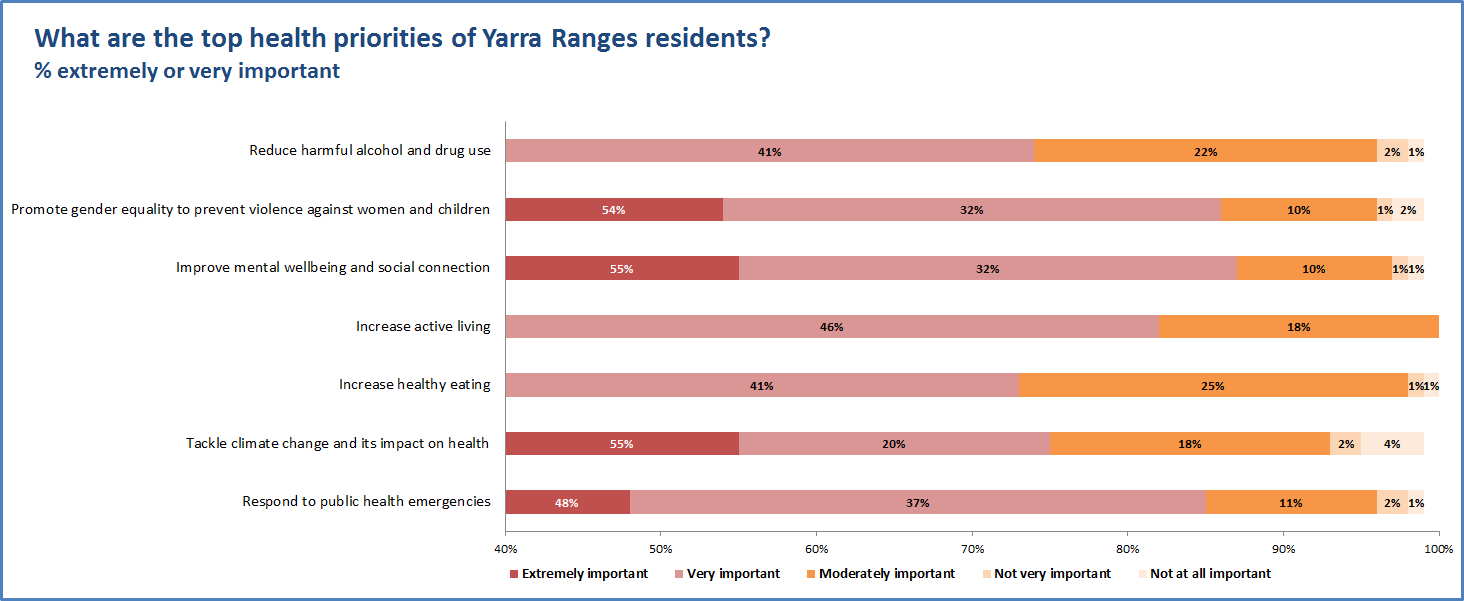 What are the top health priorities of Yarra Ranges residents?
% extremely or very important
Reduce harmful alcohol and drug use 41% 22% 2% 1%
Promote gender equality to prevent violence against women and children 54% 32% 10% 1% 2%
Improve mental wellbeing and social connection 55% 32% 10% 1% 1%
Increase active living 46% 18%
Increase healthy eating 41% 25% 1% 1%
Tackle climate change and its impact on health 55% 20% 18% 2% 4%
Respond to public health emergencies 48% 37% 11% 2% 1%
40% 50% 60% 70% 80% 90% 100%
Extremely important Very important Moderately important Not very important Not at all important